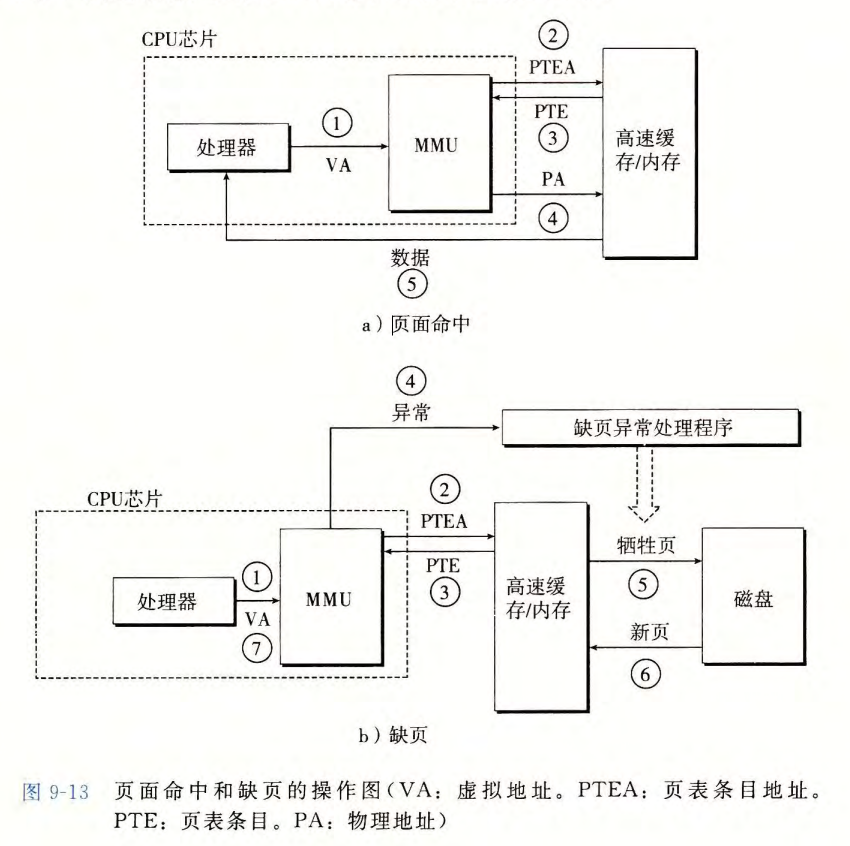 CPU芯片
②
PTEA
PTE
③
①
处理器
VA
MMU
高速缓
存/内存
PA
④
数据
⑤
a）页面命中
④
异常
缺页异常处理程序
CPU芯片
②
PTEA
PTE
③
①
处理器
VA
⑦
MMU
高速缓
存/内存
牺牲页
⑤
新页
⑥
磁盘
b）缺页
图 9-13 页面命中和缺页的操作图（VA：虚拟地址。PTEA：页表条目地址。
PTE：页表条目。PA：物理地址）